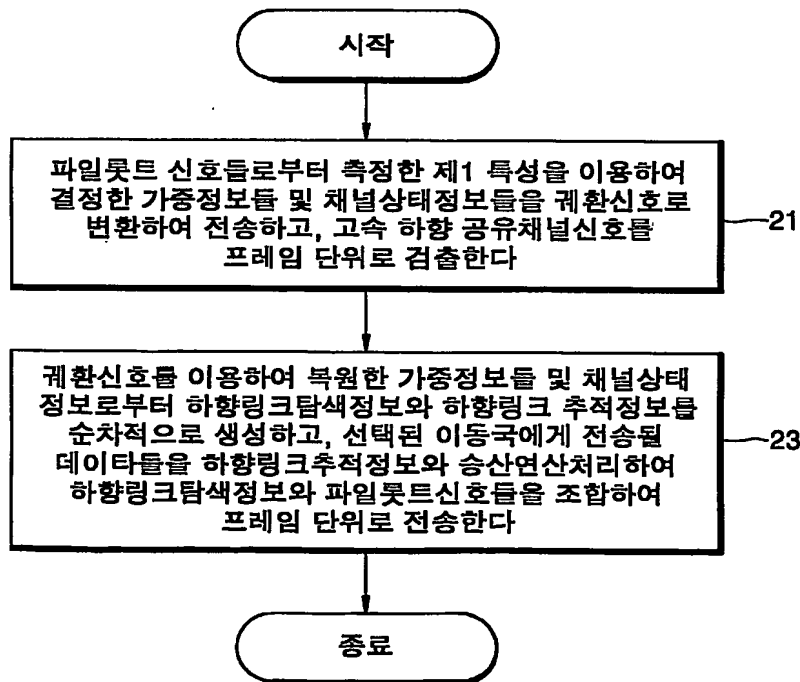 시작
파일롯트 신호들로부터 측정한 제1 특성을 이용하여
결정한 가중정보들 및 채널상태정보들을 궤환신호로
변환하여 전송하고, 고속 하향 공유채널신호를
프레임 단위로 검출한다
21
궤환신호를 이용하여 복원한 가중정보들 및 채널상태
정보로부터 하향링크탐색정보와 하향링크 추적정보를
순차적으로 생성하고, 선택된 이동국에게 전송될
데이타들을 하향링크추적정보와 승산연산처리하여
하향링크탐색정보와 파일롯트신호들을 조합하여
프레임 단위로 전송한다
23
종료